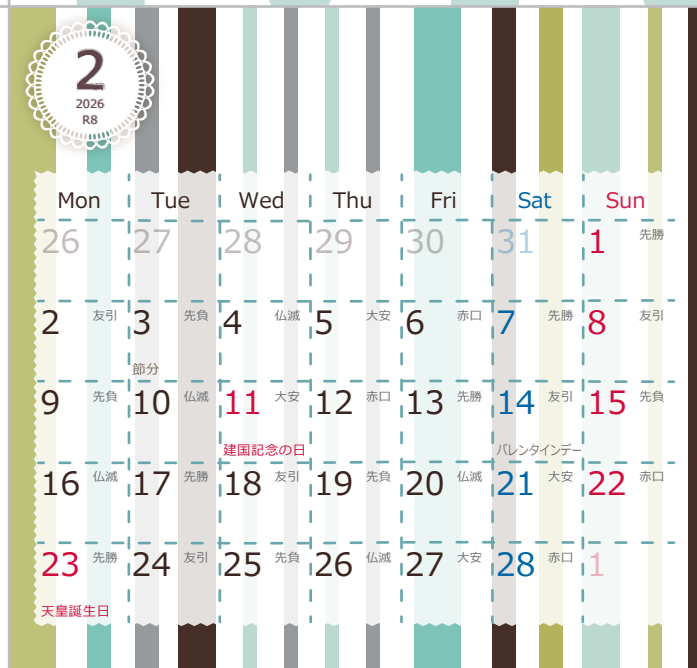 2
2026
R8
Mon Tue Wed Thu Fri Sat Sun
26 27 28 29 30 31 1 先勝
2 友引 3 先負 4 仏滅 5 大安 6 赤口 7 先勝 8 友引
節分
9 先負 10 仏滅 11 大安 12 赤口 13 先勝 14 友引 15 先負
建国記念の日 バレンタインデー
16 仏滅 17 先勝 18 友引 19 先負 20 仏滅 21 大安 22 赤口
23 先勝 24 友引 25 先負 26 仏滅 27 大安 28 赤口 1
天皇誕生日